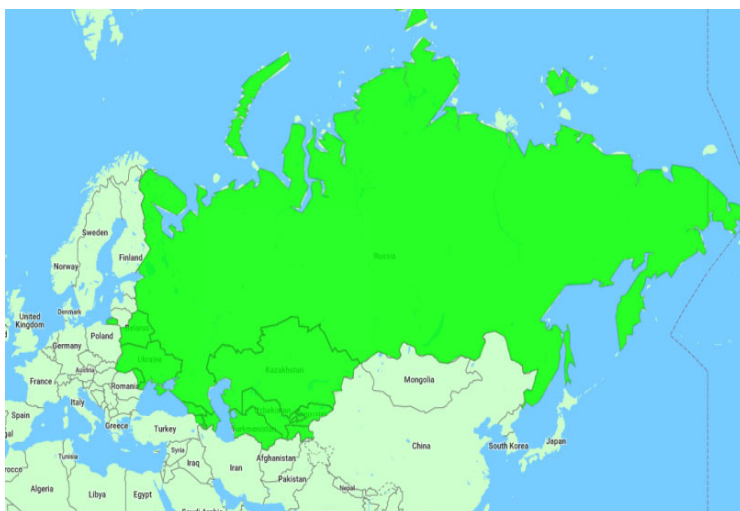 Sweden
Finland
Norway
Russia
United
Kingdom
Denmark
Belarus
Poland
Germany
Ukraine
Austria
Kazakhstan
France
Romania
Mongolia
Italy
Uzbekistan
Spain
Greece
Turkey
Turkmenistan
China
South Korea
Japan
Syria
Tunisia
Iraq
Iran
Afghanistan
Pakistan
Nepal
Algeria
Libya
Egypt